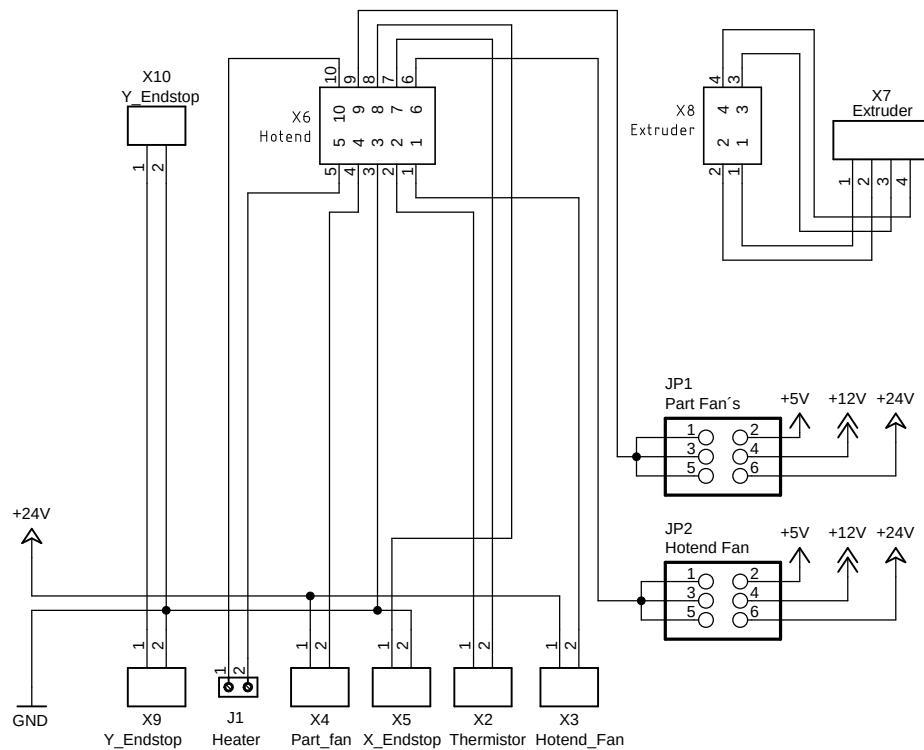 X10
Y_Endstop
1 2
X6
Hotend
10 9 8 7 6
10 9 8 7 6
5 4 3 2 1
5 4 3 2 1
X8
Extruder
4 3
4 3
2 1
2 1
X7
Extruder
1 2 3 4
JP1
Part Fan´s
+5V +12V +24V
1 2
3 4
5 6
JP2
Hotend Fan
+5V +12V +24V
1 2
3 4
5 6
+24V
GND
1 2
X9
Y_Endstop
1 2
J1
Heater
1 2
X4
Part_fan
1 2
X5
X_Endstop
1 2
X2
Thermistor
1 2
X3
Hotend_Fan